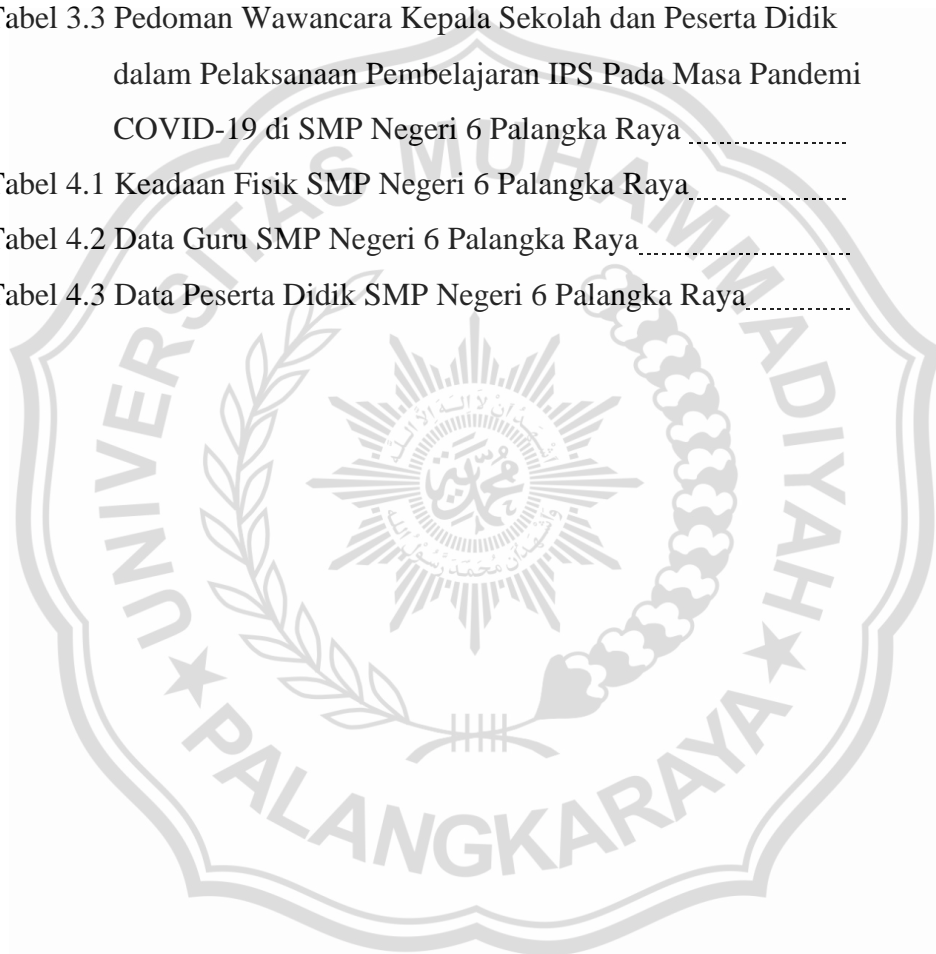 Tabel 3.3 Pedoman Wawancara Kepala Sekolah dan Peserta Didik
dalam Pelaksanaan Pembelajaran IPS Pada Masa Pandemi
COVID-19 di SMP Negeri 6 Palangka Raya
Tabel 4.1 Keadaan Fisik SMP Negeri 6 Palangka Raya
Tabel 4.2 Data Guru SMP Negeri 6 Palangka Raya
Tabel 4.3 Data Peserta Didik SMP Negeri 6 Palangka Raya
UNIVERSITAS MUHAMMADIYAH
PALANGKARAYA